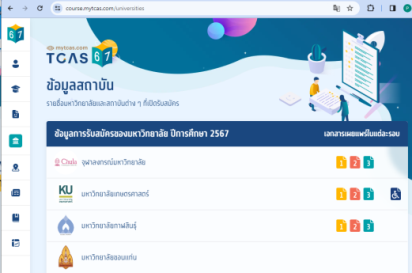 course.mytcas.com/universities
67
mytcas.com
TCAS 67
ข้อมูลสถาบัน
รายชื่อมหาวิทยาลัยและสถาบันต่าง ๆ ที่เปิดรับสมัคร
ข้อมูลการรับสมัครของมหาวิทยาลัย ปีการศึกษา 2567 เอกสารเผยแพร่ในแต่ละรอบ
Chula จุฬาลงกรณ์มหาวิทยาลัย 1 2 3
KU มหาวิทยาลัยเกษตรศาสตร์ 1 2 3
มหาวิทยาลัยกาฬสินธุ์ 1 2 3
มหาวิทยาลัยขอนแก่น